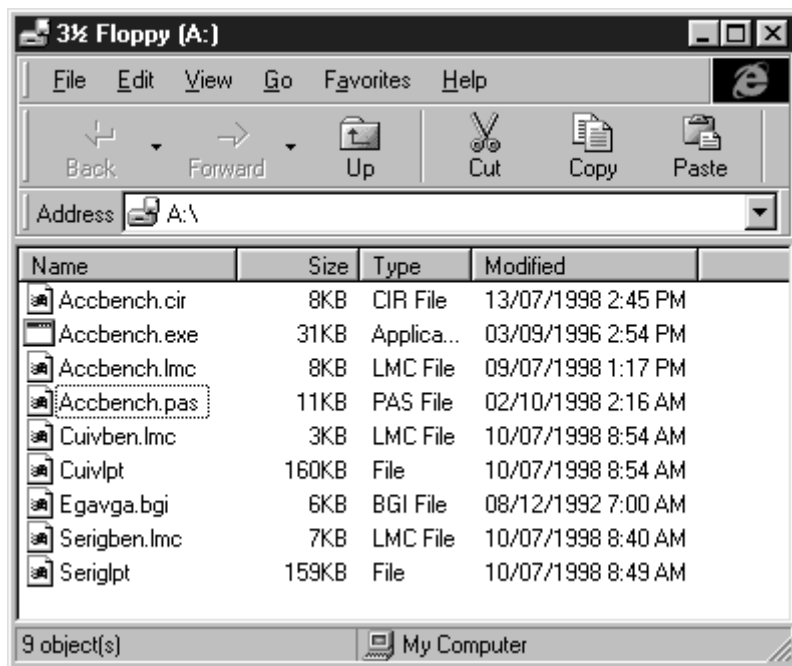 3½ Floppy (A:)
File Edit View Go Favorites Help
Back Forward Up Cut Copy Paste
Address A:\
Name Size Type Modified
Accbench.cir 8KB CIR File 13/07/1998 2:45 PM
Accbench.exe 31KB Applica... 03/09/1996 2:54 PM
Accbench.lmc 8KB LMC File 09/07/1998 1:17 PM
Accbench.pas 11KB PAS File 02/10/1998 2:16 AM
Cuivben.lmc 3KB LMC File 10/07/1998 8:54 AM
Cuivlpt 160KB File 10/07/1998 8:54 AM
Egavga.bgi 6KB BGI File 08/12/1992 7:00 AM
Serigben.lmc 7KB LMC File 10/07/1998 8:40 AM
Seriglpt 159KB File 10/07/1998 8:49 AM
9 object(s) My Computer